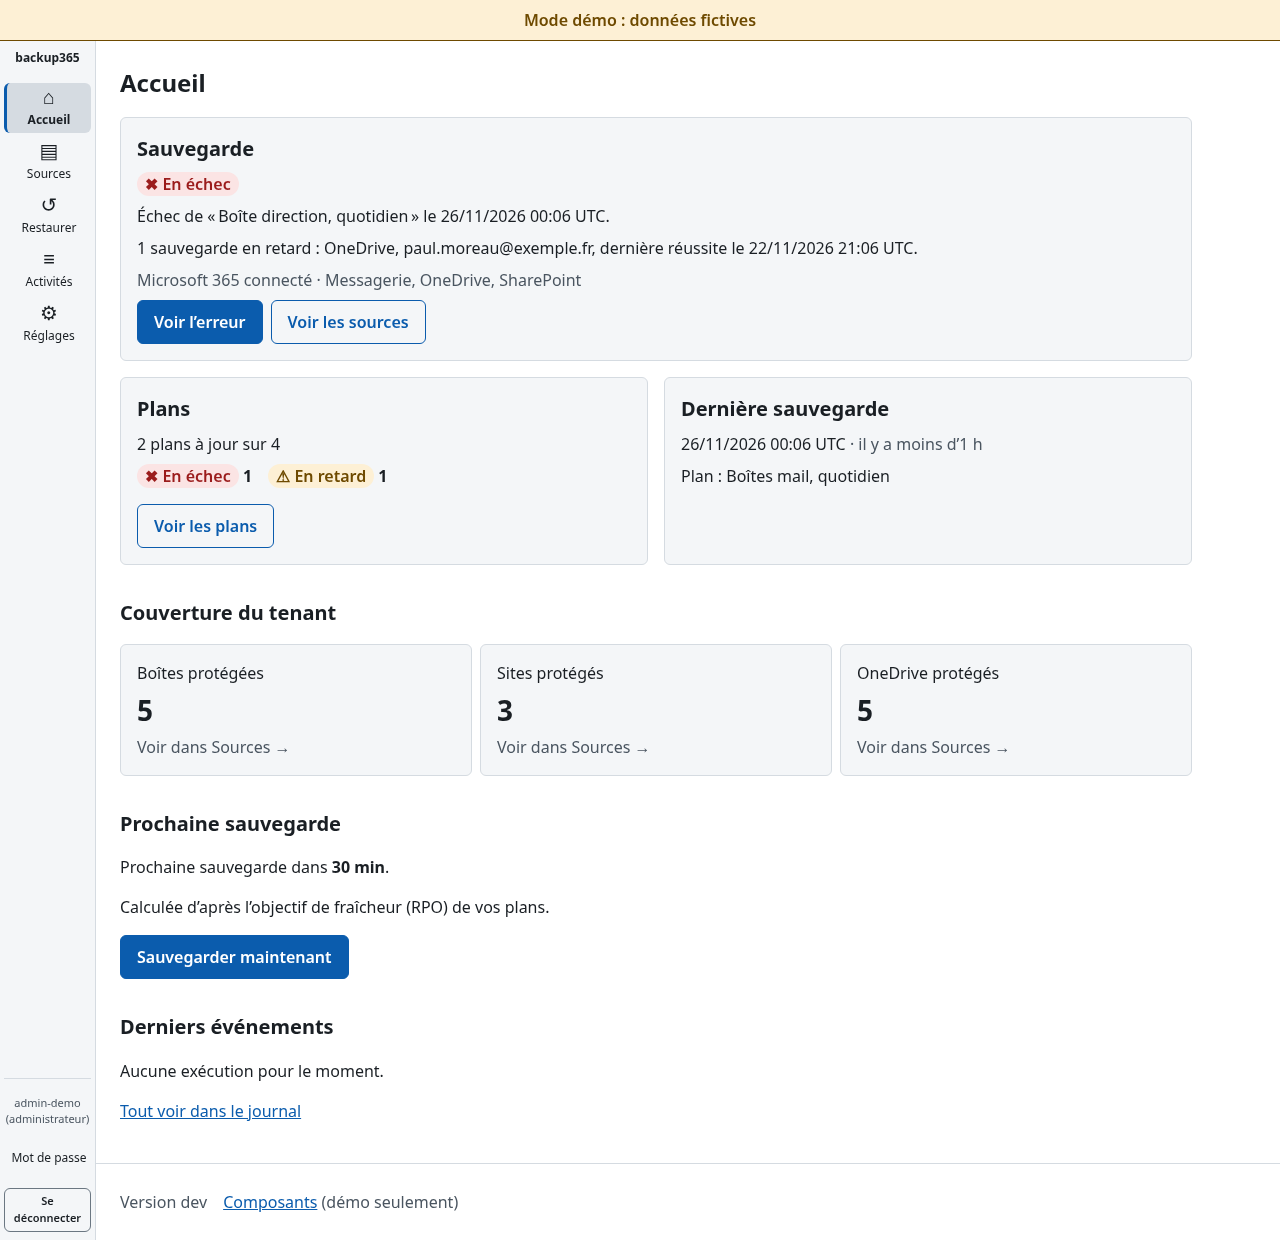 Mode démo : données fictives
backup365
Accueil
Sources
Restaurer
Activités
Réglages
admin-demo
(administrateur)
Mot de passe
Se
déconnecter
Accueil
Sauvegarde
✖ En échec
Échec de « Boîte direction, quotidien » le 26/11/2026 00:06 UTC.
1 sauvegarde en retard : OneDrive, paul.moreau@exemple.fr, dernière réussite le 22/11/2026 21:06 UTC.
Microsoft 365 connecté · Messagerie, OneDrive, SharePoint
Voir l’erreur Voir les sources
Plans
2 plans à jour sur 4
✖ En échec 1 ⚠ En retard 1
Voir les plans
Dernière sauvegarde
26/11/2026 00:06 UTC · il y a moins d’1 h
Plan : Boîtes mail, quotidien
Couverture du tenant
Boîtes protégées
5
Voir dans Sources →
Sites protégés
3
Voir dans Sources →
OneDrive protégés
5
Voir dans Sources →
Prochaine sauvegarde
Prochaine sauvegarde dans 30 min.
Calculée d’après l’objectif de fraîcheur (RPO) de vos plans.
Sauvegarder maintenant
Derniers événements
Aucune exécution pour le moment.
Tout voir dans le journal
Version dev Composants (démo seulement)